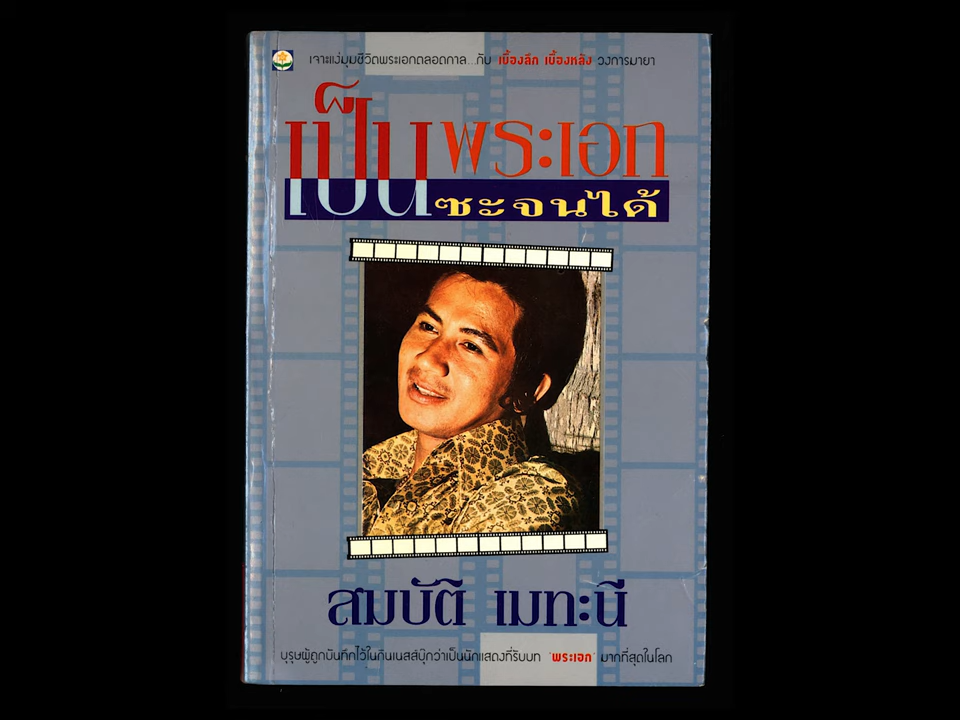 เจาะแง่มุมชีวิตพระเอกตลอดกาล...กับ เบื้องลึก เบื้องหลัง วงการมายา
เป็นพระเอก
ซะจนได้
สมบัติ เมทะนี
บุรุษผู้ถูกบันทึกไว้ในกินเนสส์บุ๊กว่าเป็นนักแสดงที่รับบท "พระเอก" มากที่สุดในโลก